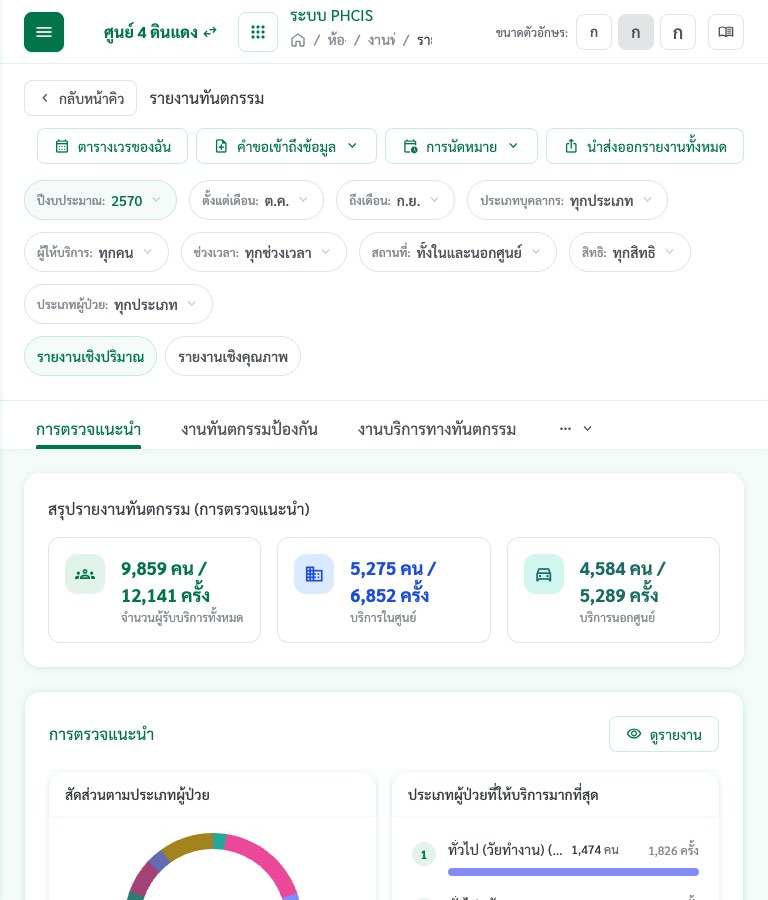 ศูนย์ 4 ดินแดง
ระบบ PHCIS
/ ห้อ / งานทั / ราย
ขนาดตัวอักษร: ก ก ก
กลับหน้าคิว
รายงานทันตกรรม
ตารางเวรของฉัน
คำขอเข้าถึงข้อมูล
การนัดหมาย
นำส่งออกรายงานทั้งหมด
ปีงบประมาณ: 2570
ตั้งแต่เดือน: ต.ค.
ถึงเดือน: ก.ย.
ประเภทบุคลากร: ทุกประเภท
ผู้ให้บริการ: ทุกคน
ช่วงเวลา: ทุกช่วงเวลา
สถานที่: ทั้งในและนอกศูนย์
สิทธิ: ทุกสิทธิ
ประเภทผู้ป่วย: ทุกประเภท
รายงานเชิงปริมาณ
รายงานเชิงคุณภาพ
การตรวจแนะนำ
งานทันตกรรมป้องกัน
งานบริการทางทันตกรรม
...
สรุปรายงานทันตกรรม (การตรวจแนะนำ)
9,859 คน /
12,141 ครั้ง
จำนวนผู้รับบริการทั้งหมด
5,275 คน /
6,852 ครั้ง
บริการในศูนย์
4,584 คน /
5,289 ครั้ง
บริการนอกศูนย์
การตรวจแนะนำ
ดูรายงาน
สัดส่วนตามประเภทผู้ป่วย
ประเภทผู้ป่วยที่ให้บริการมากที่สุด
1 ทั่วไป (วัยทำงาน) (... 1,474 คน 1,826 ครั้ง